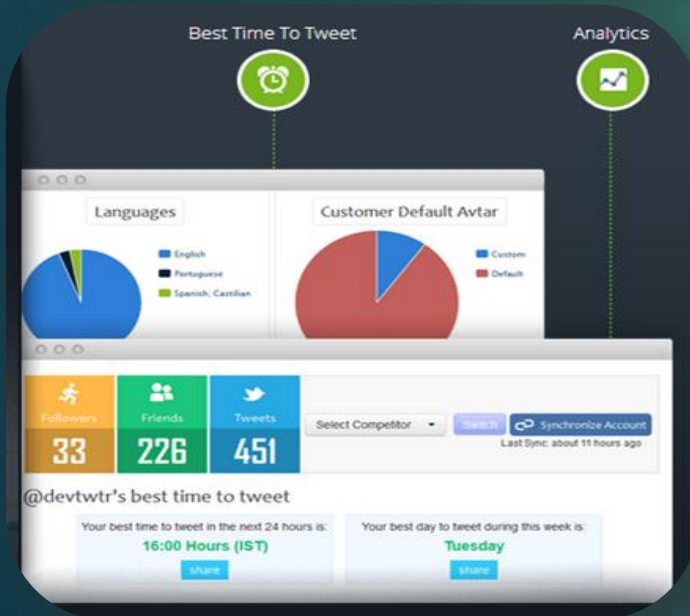 Best Time To Tweet
Analytics
Languages
English
Portuguese
Spanish, Castilian
Customer Default Avtar
Custom
Default
Followers
33
Friends
226
Tweets
451
Select Competitor
Switch
Synchronize Account
Last Sync: about 11 hours ago
@devtwtr's best time to tweet
Your best time to tweet in the next 24 hours is:
16:00 Hours (IST)
share
Your best day to tweet during this week is:
Tuesday
share